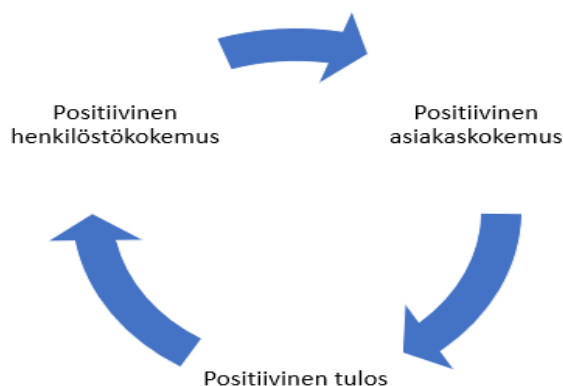 Positiivinen
henkilöstökokemus
Positiivinen
asiakaskokemus
Positiivinen tulos